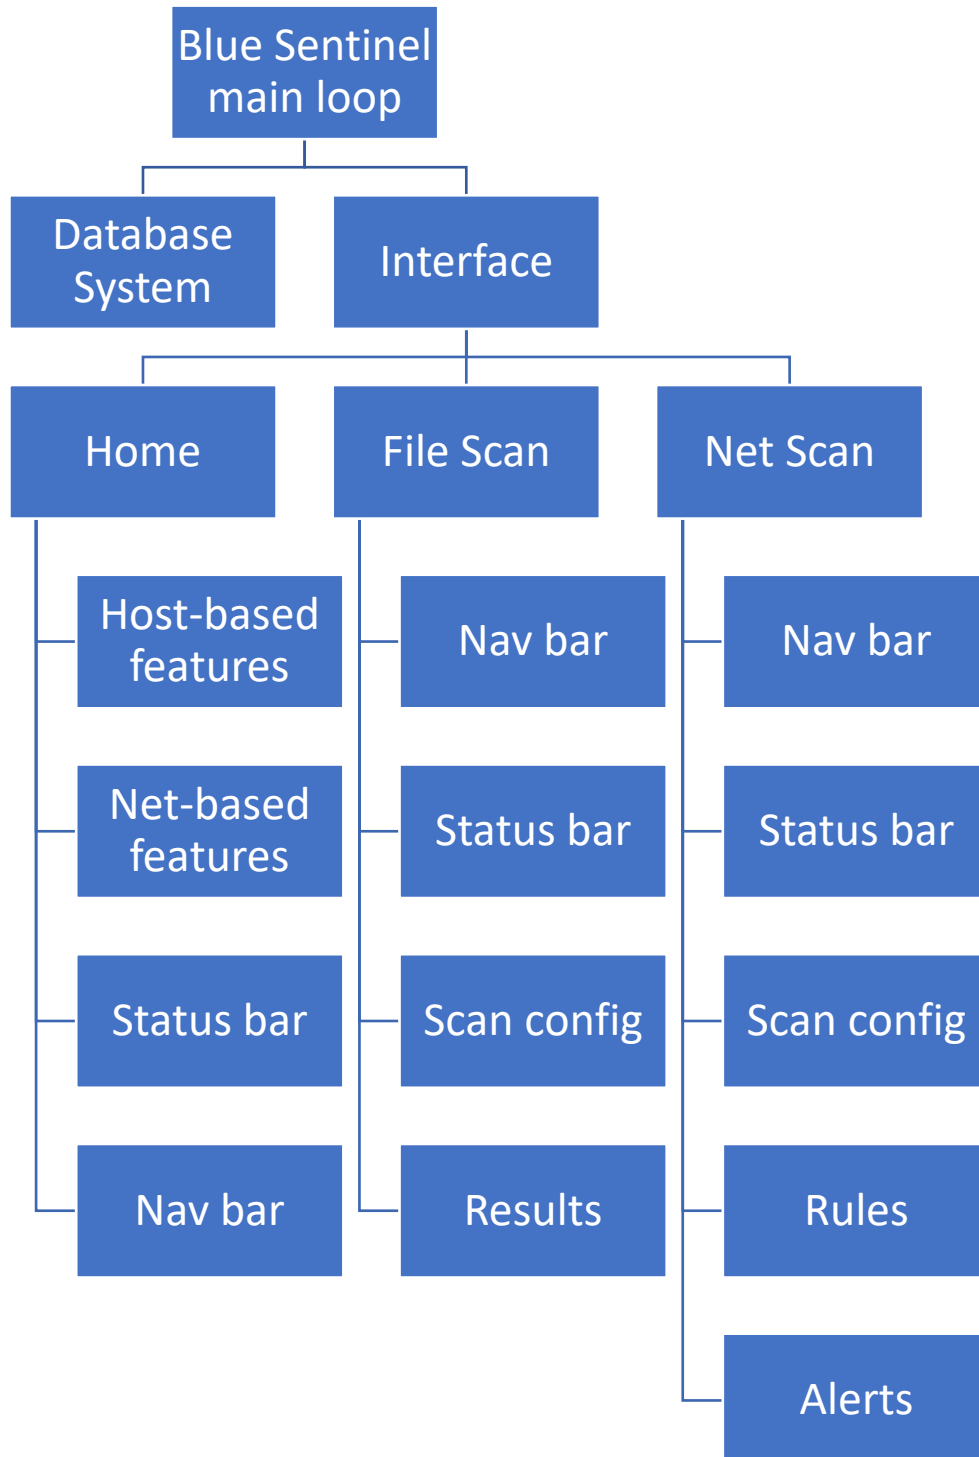 Blue Sentinel
main loop
Database
System
Interface
Home
File Scan
Net Scan
Host-based
features
Nav bar
Nav bar
Net-based
features
Status bar
Status bar
Status bar
Scan config
Scan config
Nav bar
Results
Rules
Alerts